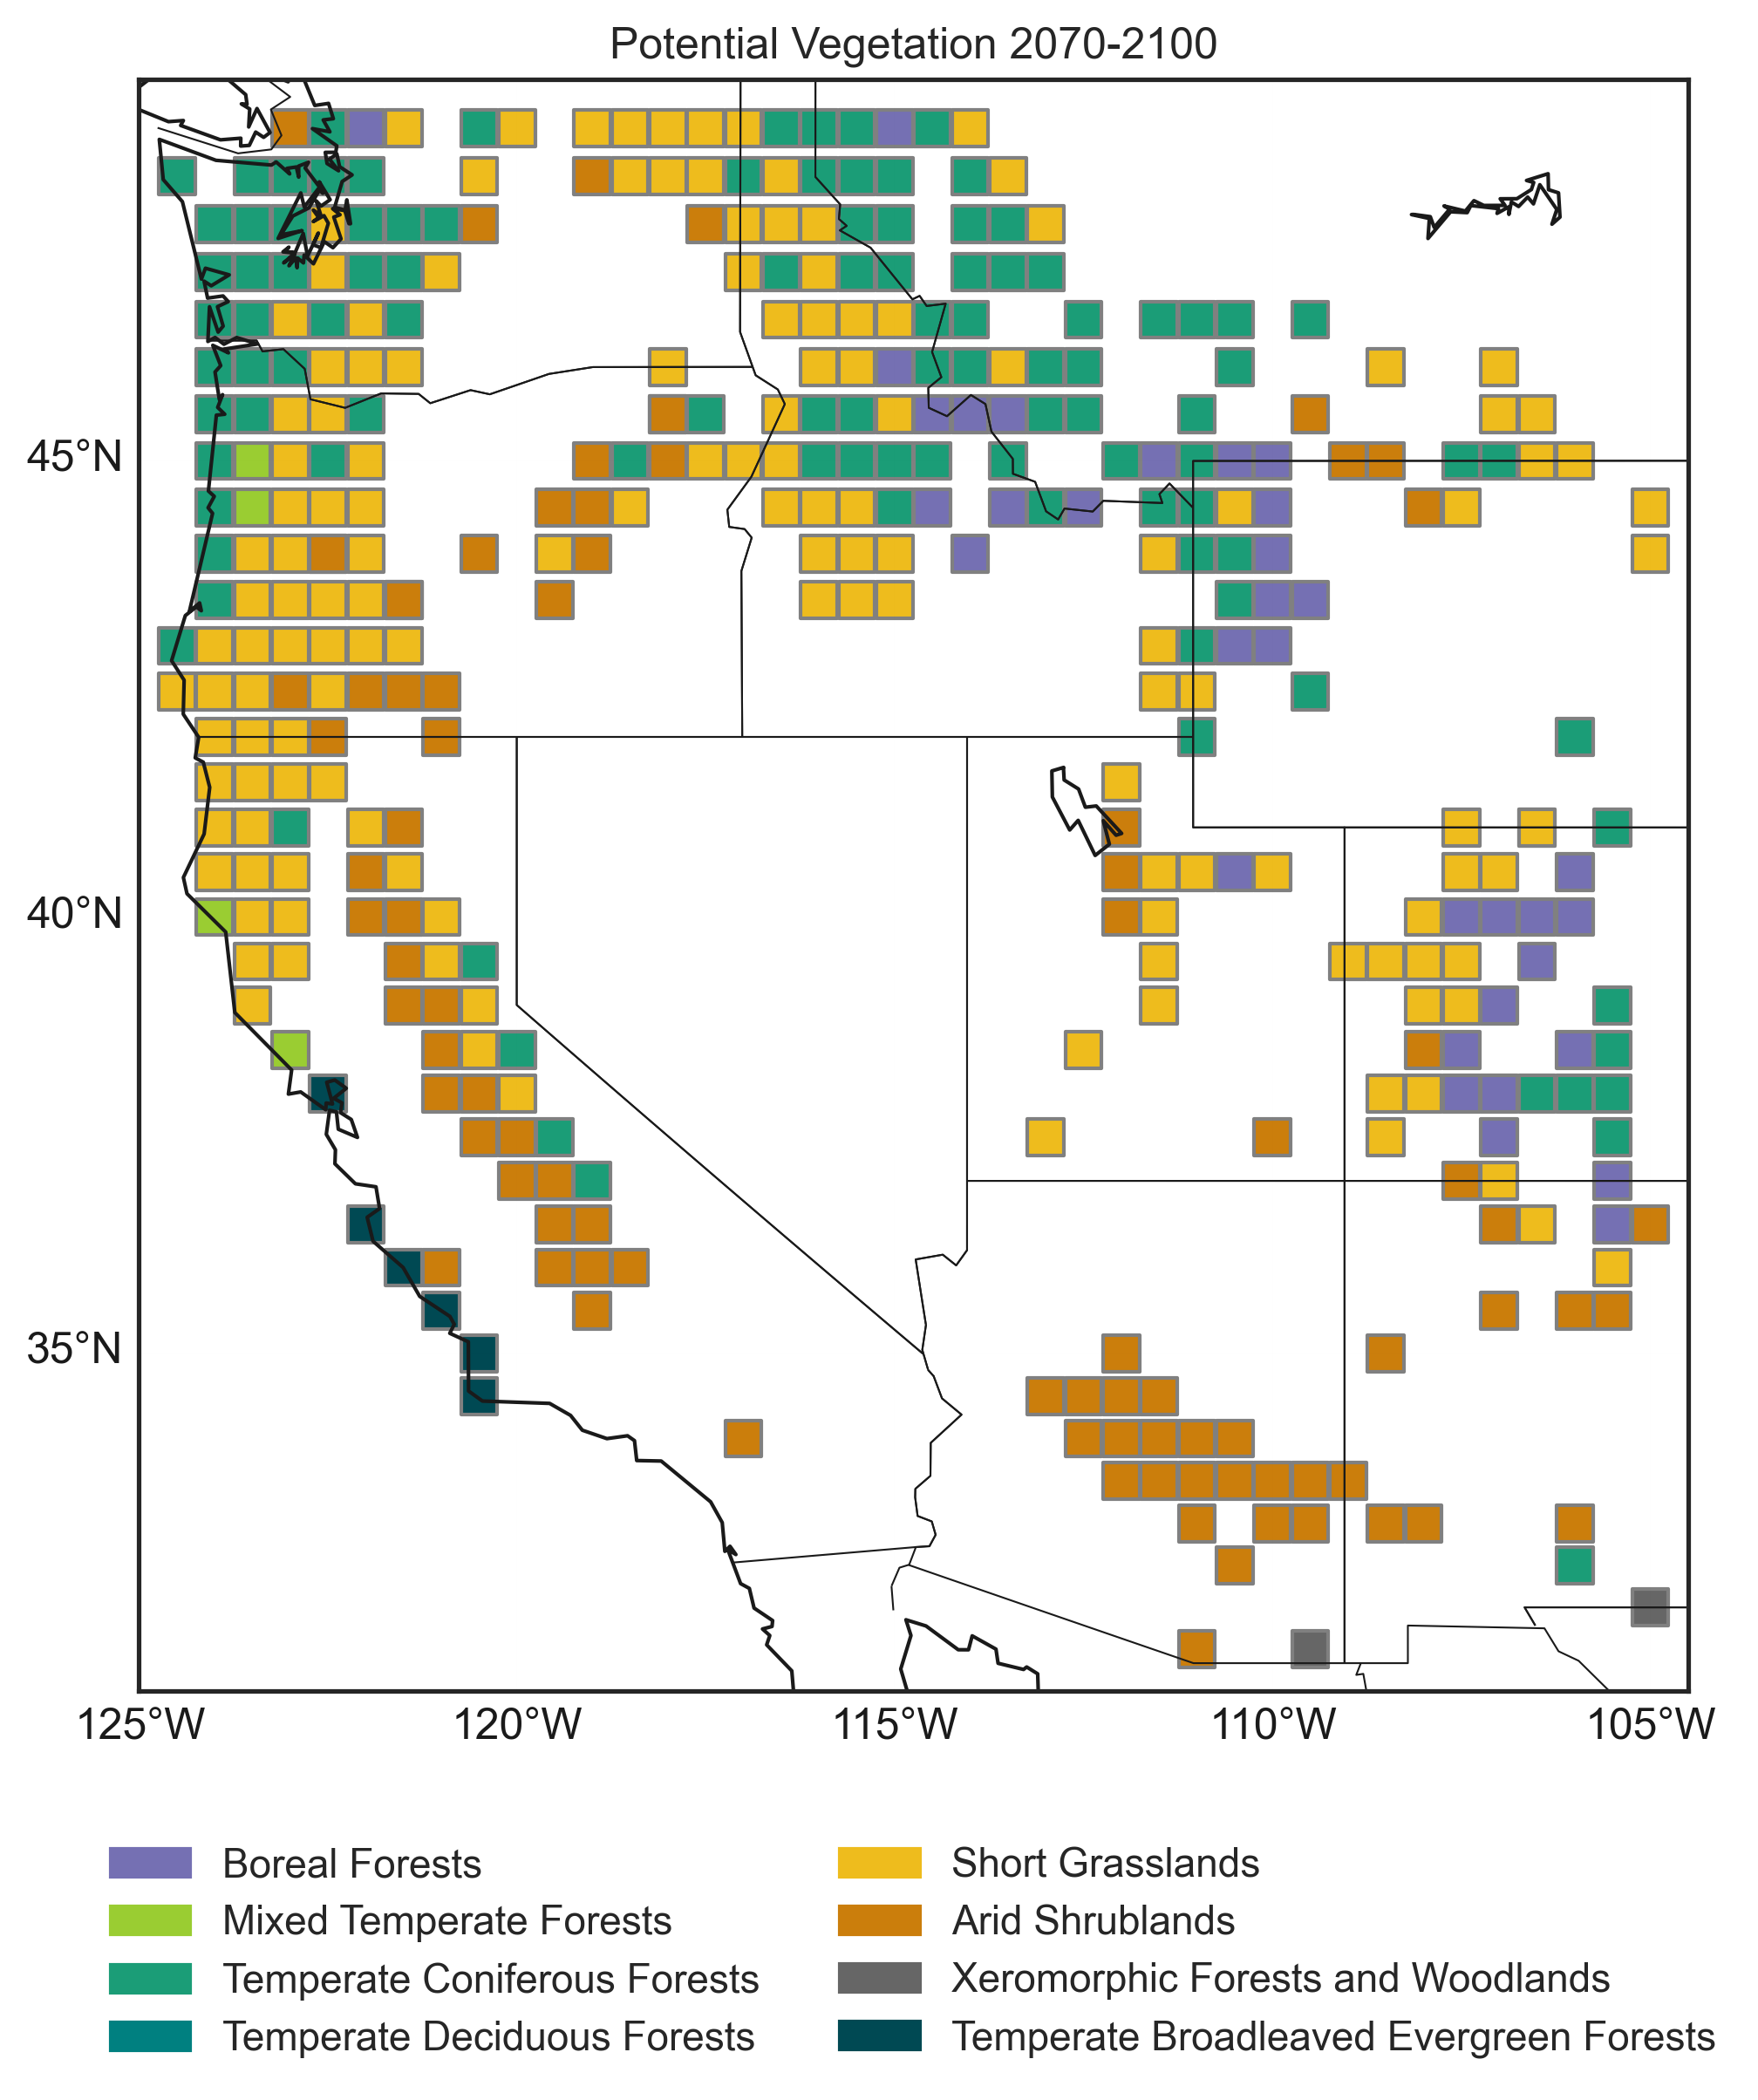 Potential Vegetation 2070-2100
45°N
40°N
35°N
125°W
120°W
115°W
110°W
105°W
Boreal Forests
Mixed Temperate Forests
Temperate Coniferous Forests
Temperate Deciduous Forests
Short Grasslands
Arid Shrublands
Xeromorphic Forests and Woodlands
Temperate Broadleaved Evergreen Forests